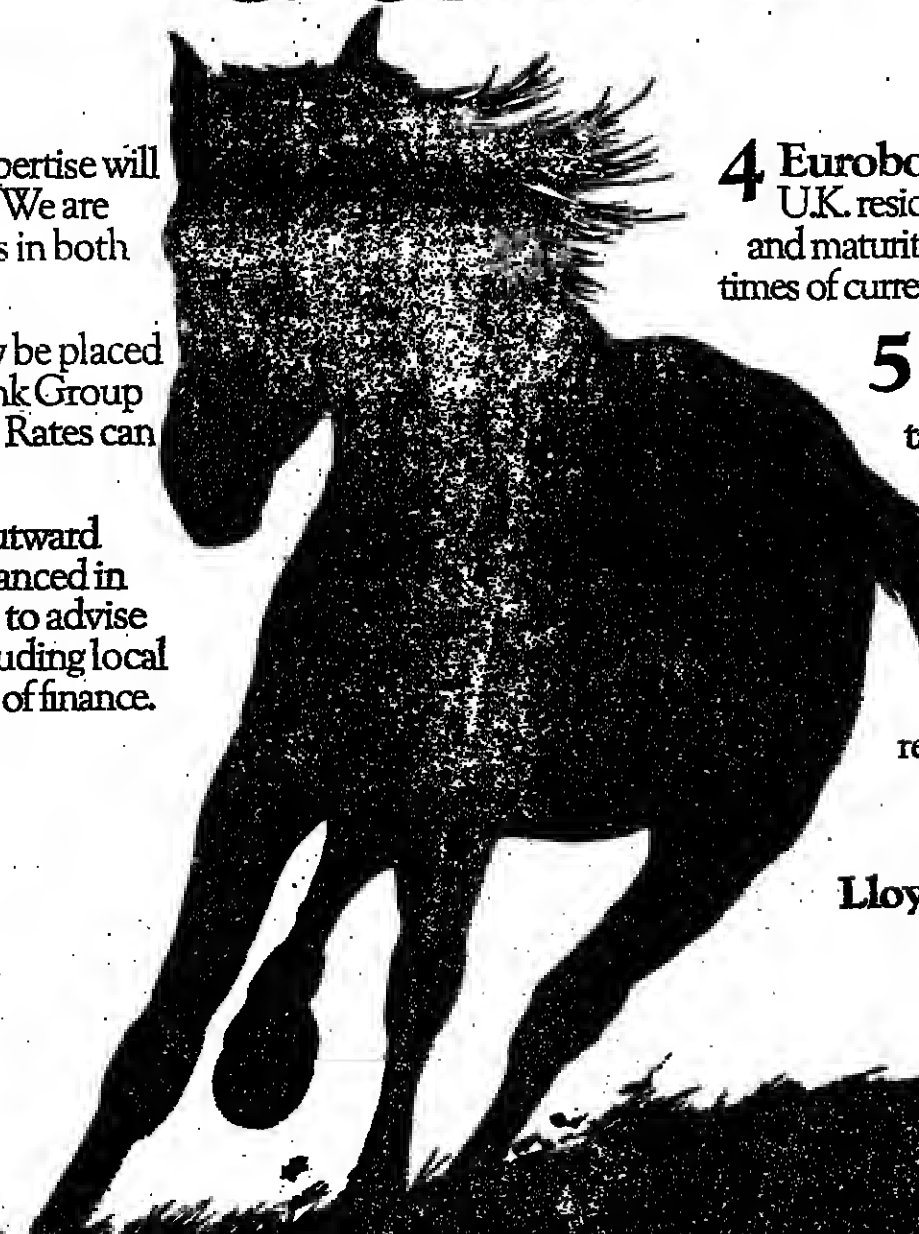 pertise will
We are
s in both
be placed
nk Group
Rates can
utward
anced in
to advise
uding local
of finance.
4 Eurobo
U.K. resid
and maturit
times of curre
5
t
re
Lloy